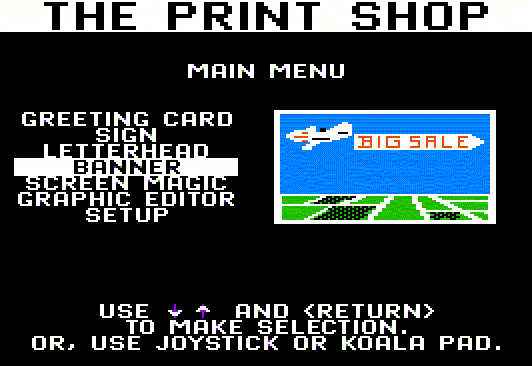 THE PRINT SHOP
MAIN MENU
GREETING CARD
SIGN
LETTERHEAD
BANNER
SCREEN MAGIC
GRAPHIC EDITOR
SETUP
BIG SALE
USE ↓ ↑ AND <RETURN>
TO MAKE SELECTION.
OR, USE JOYSTICK OR KOALA PAD.